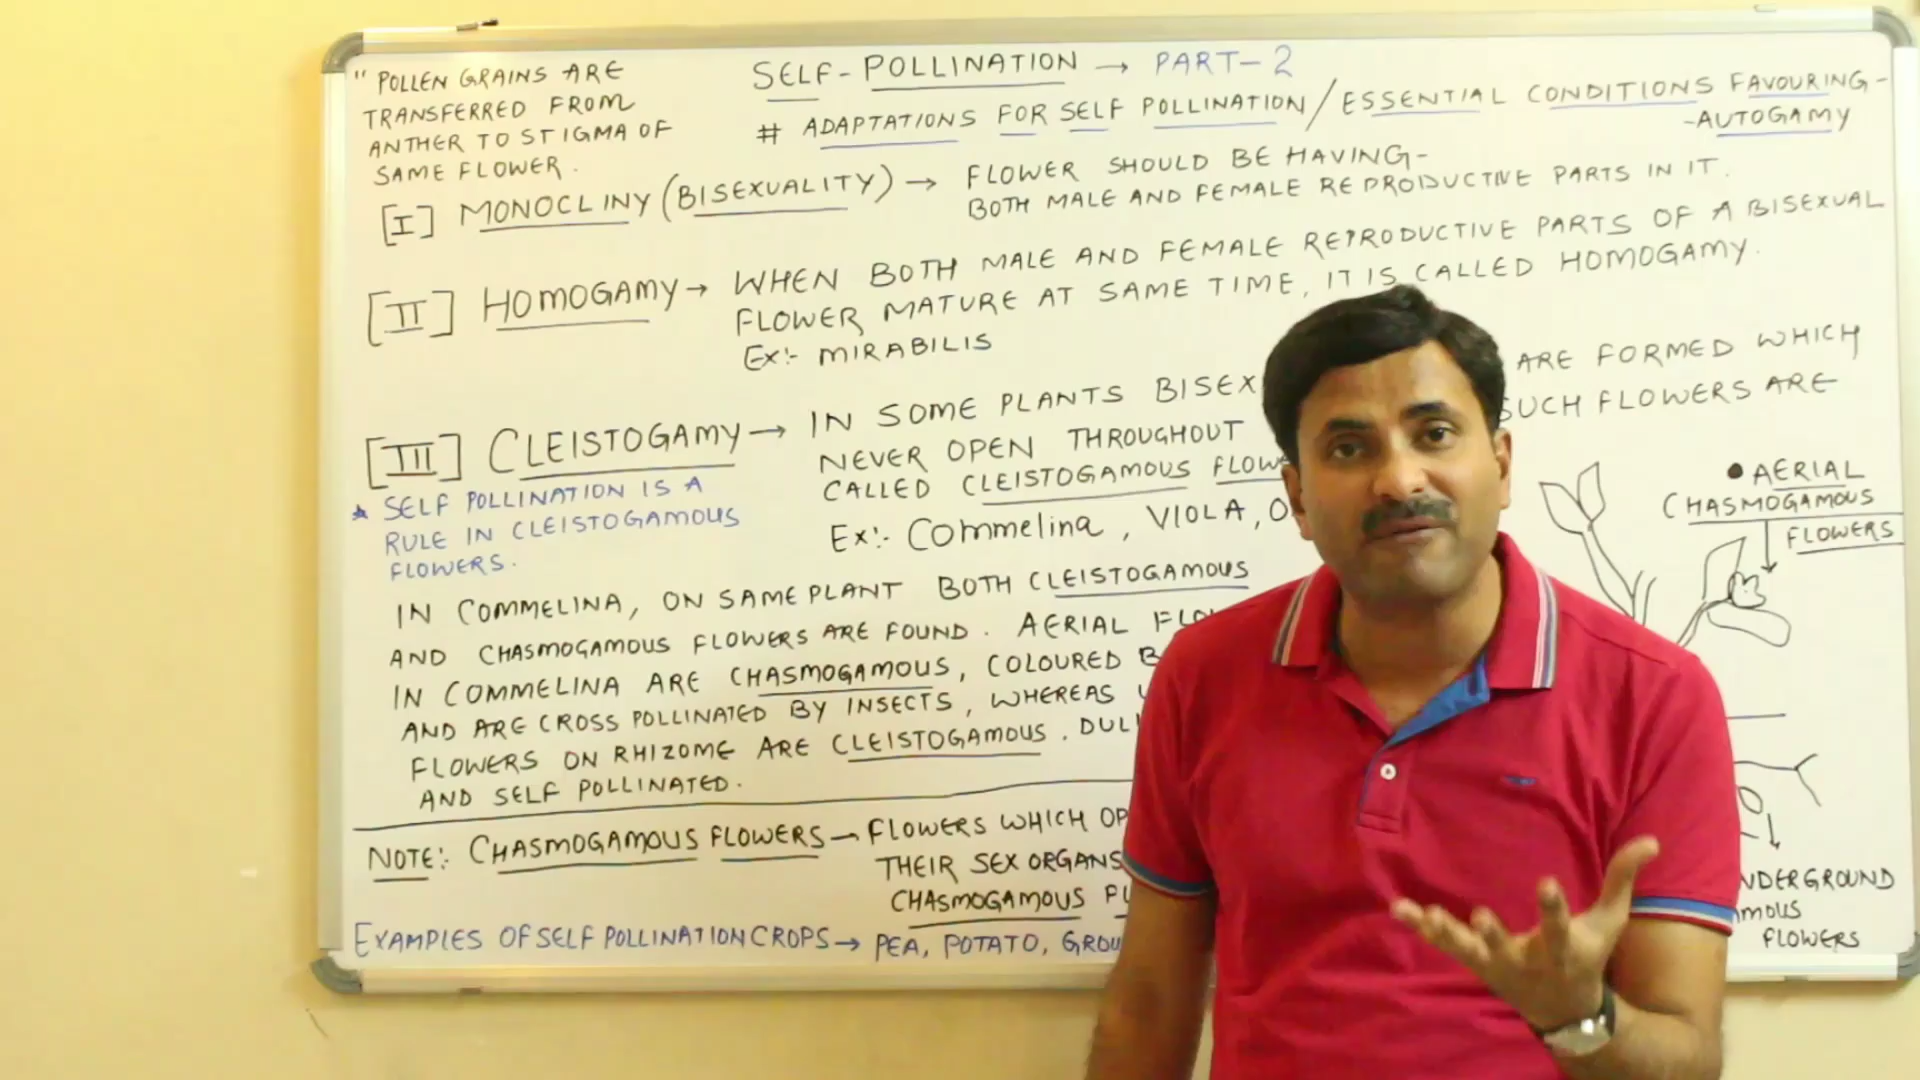 " POLLEN GRAINS ARE
TRANSFERRED FROM
ANTHER TO STIGMA OF
SAME FLOWER.
SELF-POLLINATION → PART-2
# ADAPTATIONS FOR SELF POLLINATION/ESSENTIAL CONDITIONS FAVOURING-
-AUTOGAMY
[I] MONOCLINY (BISEXUALITY) → FLOWER SHOULD BE HAVING-
BOTH MALE AND FEMALE REPRODUCTIVE PARTS IN IT.
[II] HOMOGAMY → WHEN BOTH MALE AND FEMALE REPRODUCTIVE PARTS OF A BISEXUAL
FLOWER MATURE AT SAME TIME, IT IS CALLED HOMOGAMY.
Ex:- MIRABILIS
[III] CLEISTOGAMY → IN SOME PLANTS BISEX ARE FORMED WHICH
NEVER OPEN THROUGHOUT SUCH FLOWERS ARE
CALLED CLEISTOGAMOUS FLOW
Ex:- Commelina, VIOLA, O
* SELF POLLINATION IS A
RULE IN CLEISTOGAMOUS
FLOWERS.
IN COMMELINA, ON SAME PLANT BOTH CLEISTOGAMOUS
AND CHASMOGAMOUS FLOWERS ARE FOUND. AERIAL FLO
IN COMMELINA ARE CHASMOGAMOUS, COLOURED B
AND ARE CROSS POLLINATED BY INSECTS, WHEREAS
FLOWERS ON RHIZOME ARE CLEISTOGAMOUS. DUL
AND SELF POLLINATED.
• AERIAL
CHASMOGAMOUS
FLOWERS
NDERGROUND
MOUS
FLOWERS
NOTE:- CHASMOGAMOUS FLOWERS → FLOWERS WHICH OP
THEIR SEX ORGANS
CHASMOGAMOUS FL
EXAMPLES OF SELF POLLINATION CROPS → PEA, POTATO, GROU